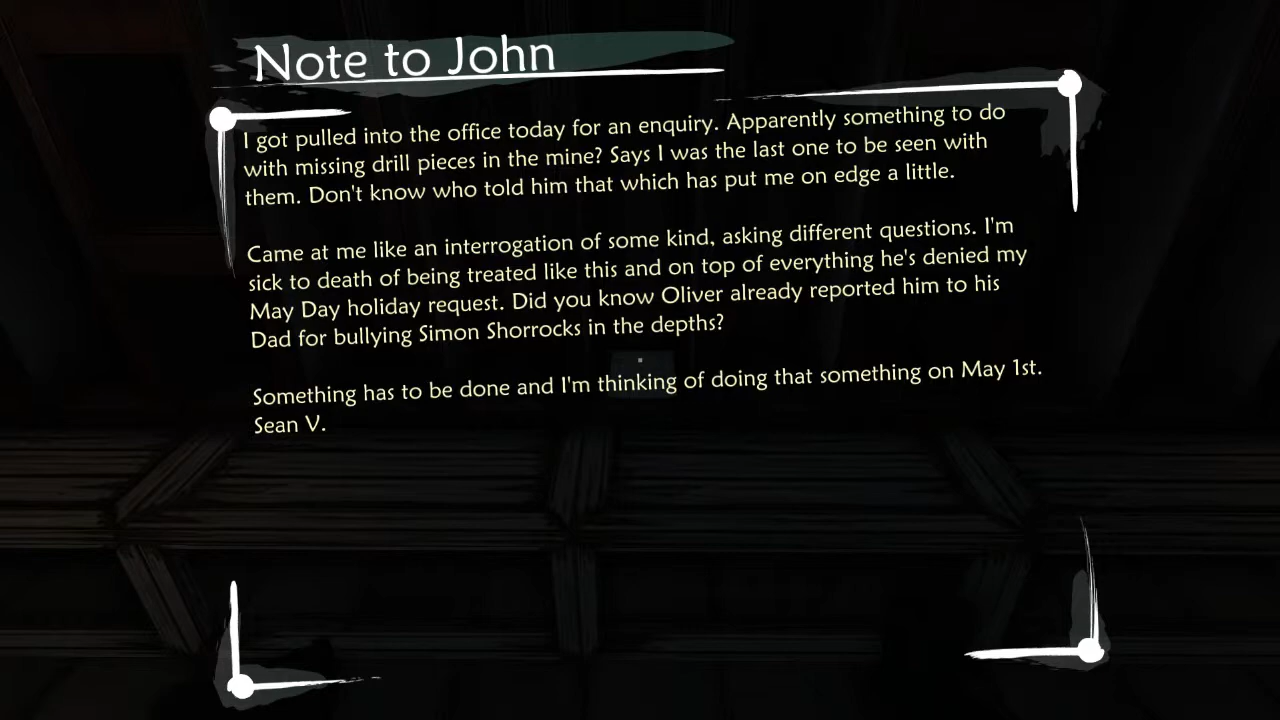 Note to John
I got pulled into the office today for an enquiry. Apparently something to do
with missing drill pieces in the mine? Says I was the last one to be seen with
them. Don't know who told him that which has put me on edge a little.
Came at me like an interrogation of some kind, asking different questions. I'm
sick to death of being treated like this and on top of everything he's denied my
May Day holiday request. Did you know Oliver already reported him to his
Dad for bullying Simon Shorrocks in the depths?
Something has to be done and I'm thinking of doing that something on May 1st.
Sean V.